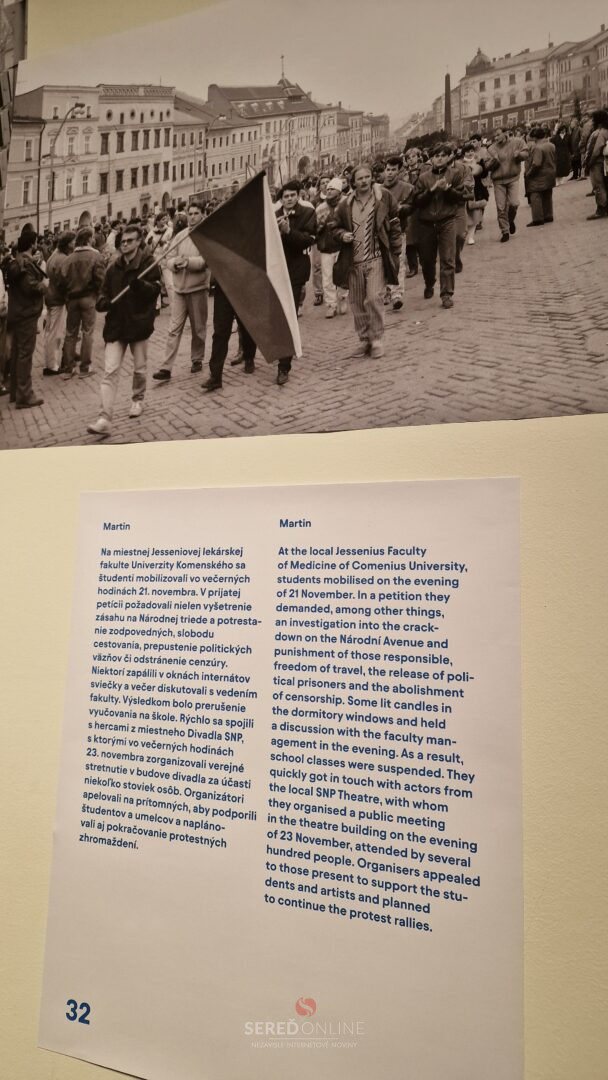 Martin
Na miestnej Jesseniovej lekárskej
fakulte Univerzity Komenského sa
študenti mobilizovali vo večerných
hodinách 21. novembra. V prijatej
petícii požadovali nielen vyšetrenie
zásahu na Národnej triede a potresta-
nie zodpovedných, slobodu
cestovania, prepustenie politických
väzňov či odstránenie cenzúry.
Niektorí zapálili v oknách internátov
sviečky a večer diskutovali s vedením
fakulty. Výsledkom bolo prerušenie
vyučovania na škole. Rýchlo sa spojili
s hercami z miestneho Divadla SNP,
s ktorými vo večerných hodinách
23. novembra zorganizovali verejné
stretnutie v budove divadla za účasti
niekoľko stoviek osôb. Organizátori
apelovali na prítomných, aby podporili
študentov a umelcov a napláno-
vali aj pokračovanie protestných
zhromaždení.
Martin
At the local Jessenius Faculty
of Medicine of Comenius University,
students mobilised on the evening
of 21 November. In a petition they
demanded, among other things,
an investigation into the crack-
down on the Národní Avenue and
punishment of those responsible,
freedom of travel, the release of poli-
tical prisoners and the abolishment
of censorship. Some lit candles in
the dormitory windows and held
a discussion with the faculty man-
agement in the evening. As a result,
school classes were suspended. They
quickly got in touch with actors from
the local SNP Theatre, with whom
they organised a public meeting
in the theatre building on the evening
of 23 November, attended by several
hundred people. Organisers appealed
to those present to support the stu-
dents and artists and planned
to continue the protest rallies.
32
SEREĎONLINE
NEZÁVISLÉ INTERNETOVÉ NOVINY